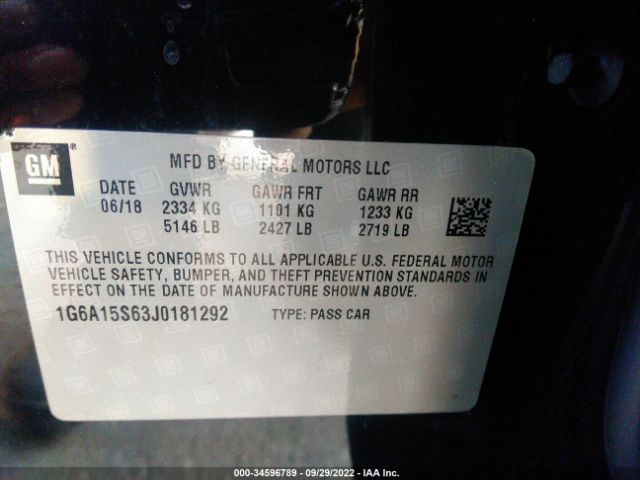 GM ®
MFD BY GENERAL MOTORS LLC
DATE GVWR GAWR FRT GAWR RR
06/18 2334 KG 1101 KG 1233 KG
5146 LB 2427 LB 2719 LB
THIS VEHICLE CONFORMS TO ALL APPLICABLE U.S. FEDERAL MOTOR
VEHICLE SAFETY, BUMPER, AND THEFT PREVENTION STANDARDS IN
EFFECT ON THE DATE OF MANUFACTURE SHOWN ABOVE.
1G6A15S63J0181292 TYPE: PASS CAR
000-34596789 - 09/29/2022 - IAA Inc.